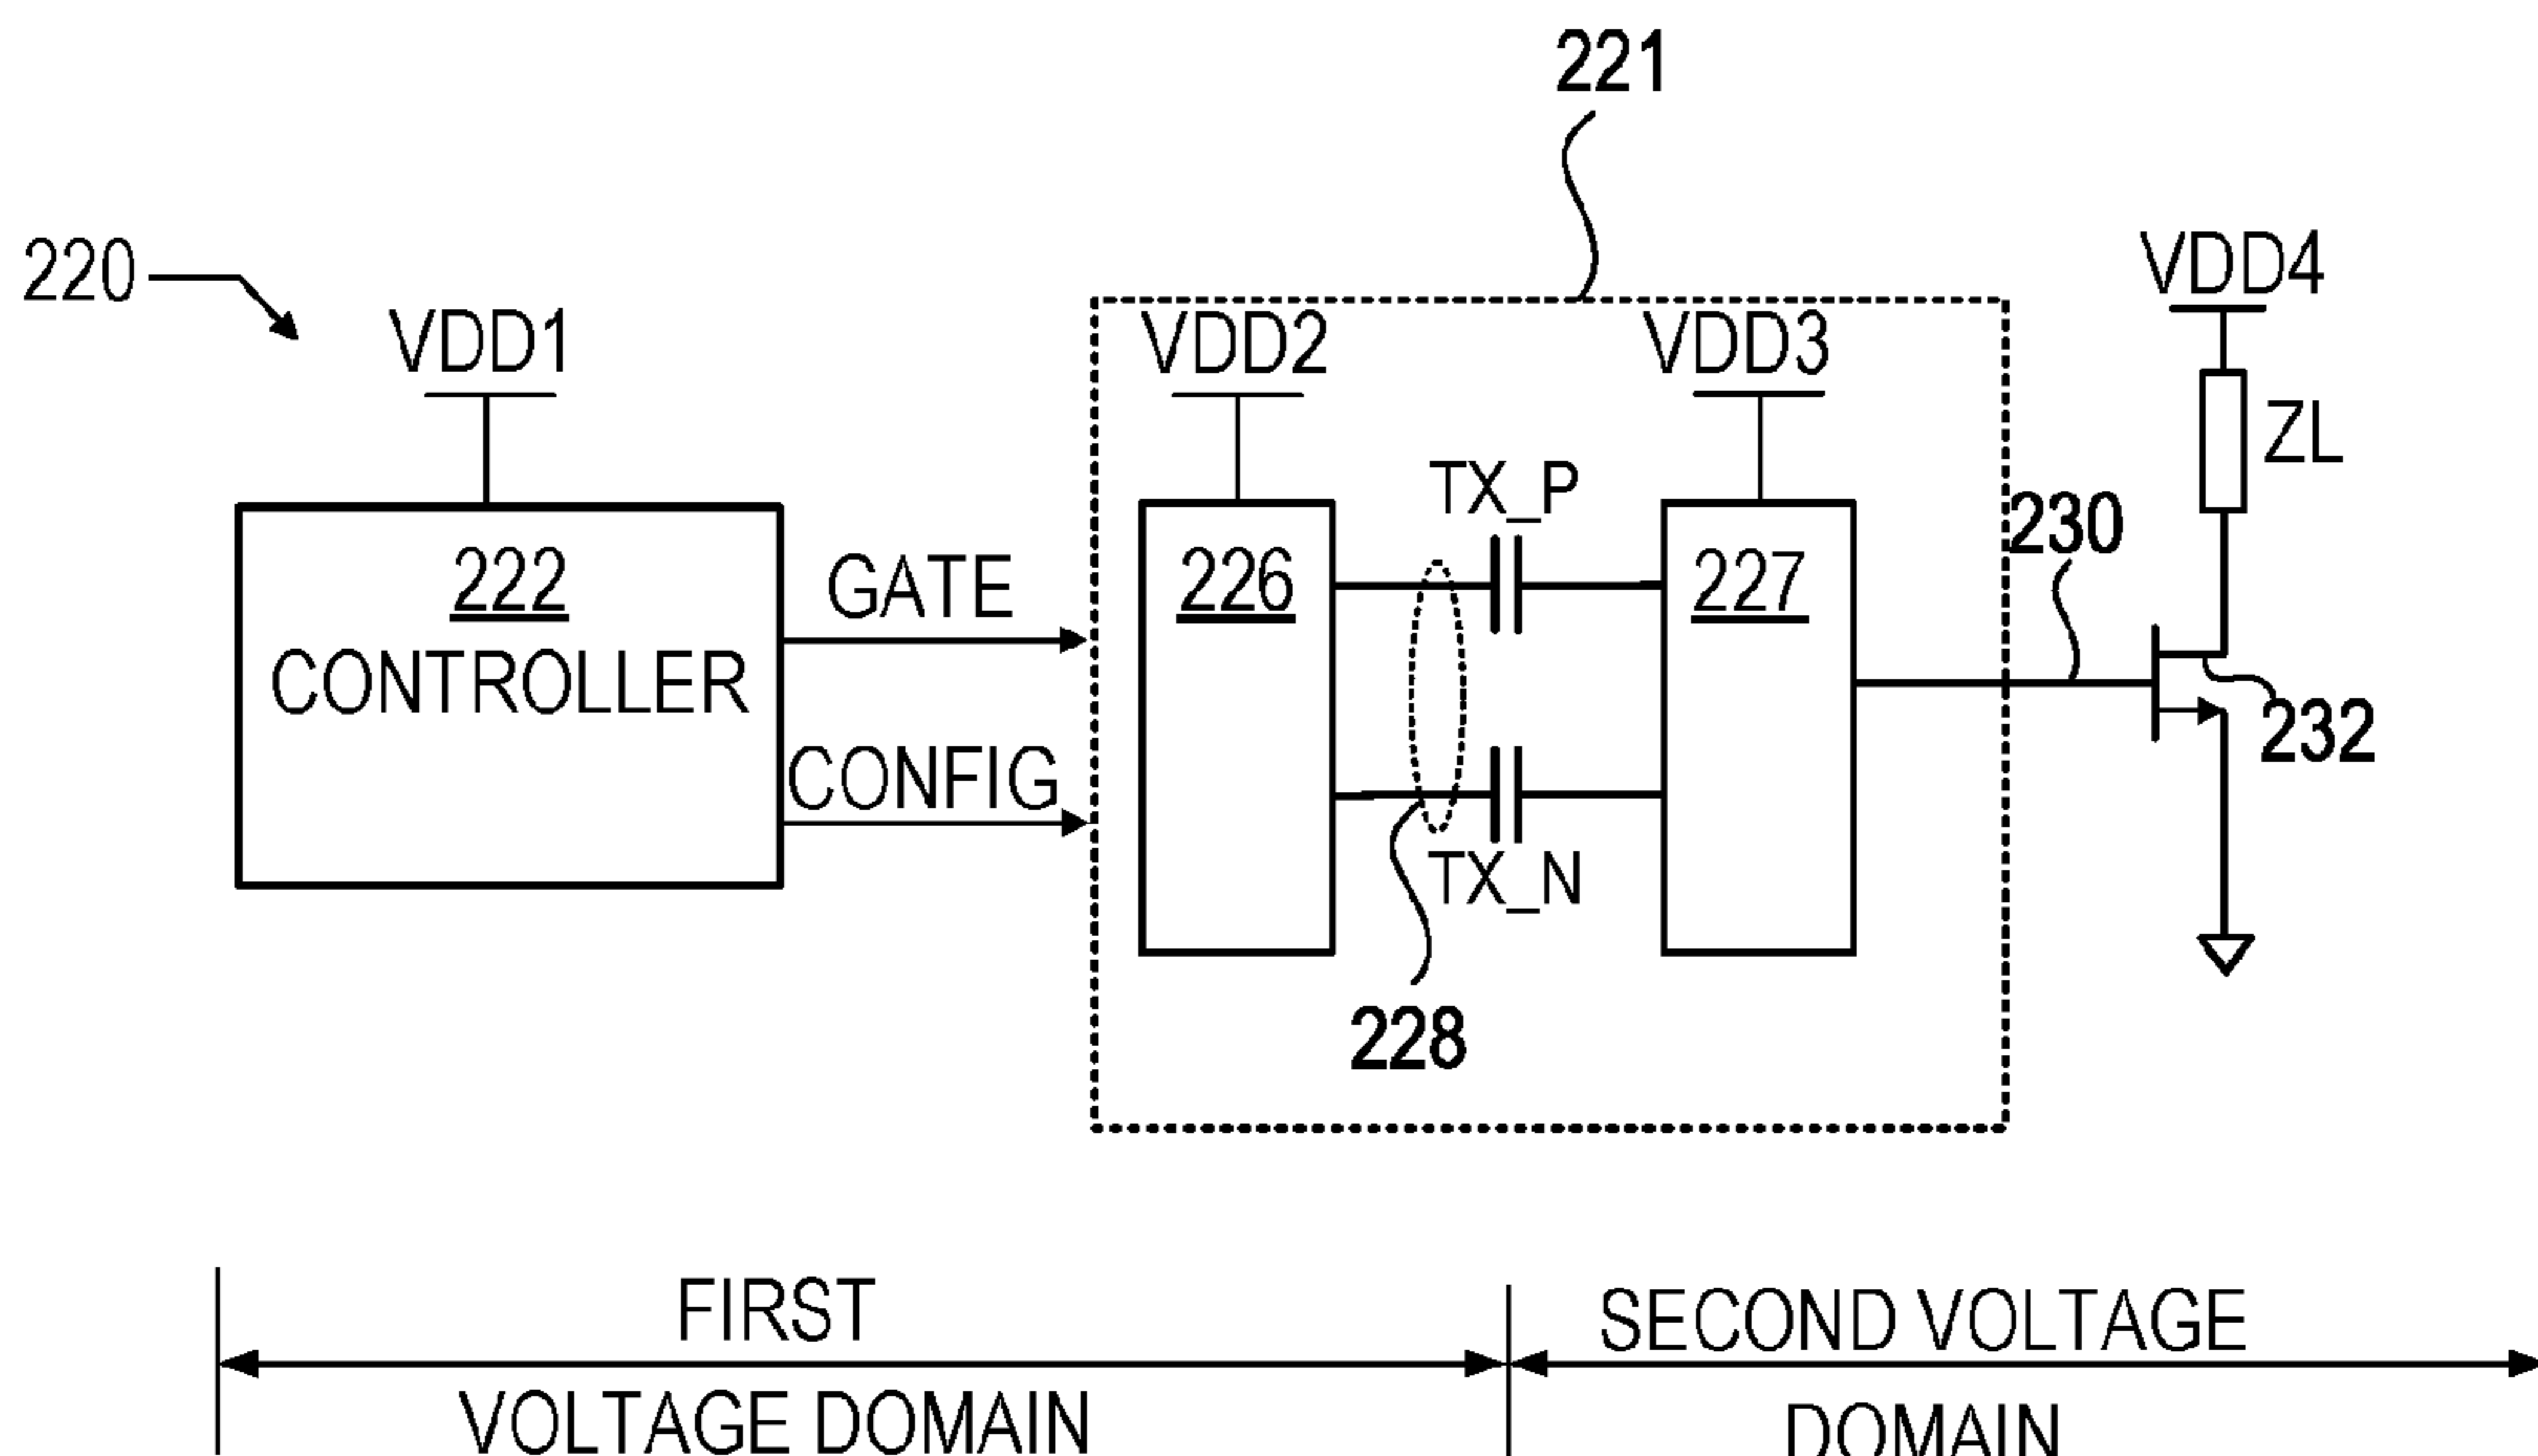 221
220
VDD1
VDD2
VDD3
VDD4
ZL
TX_P
230
222
CONTROLLER
GATE
CONFIG
226
227
232
TX_N
228
FIRST
VOLTAGE DOMAIN
SECOND VOLTAGE
DOMAIN